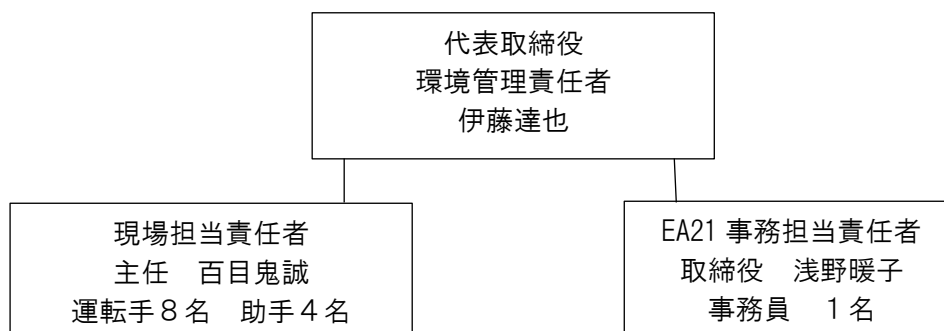 代表取締役
環境管理責任者
伊藤達也
現場担当責任者
主任　百目鬼誠
運転手８名　助手４名
EA21 事務担当責任者
取締役　浅野暖子
事務員　１名